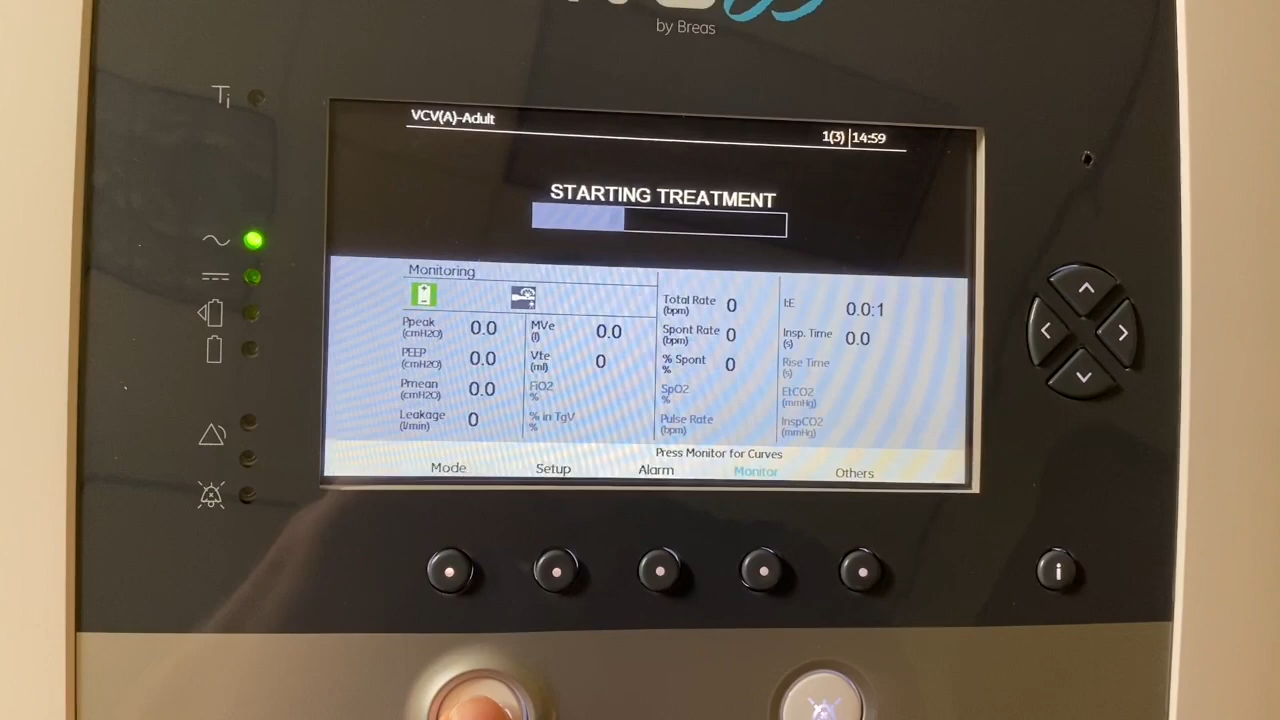 by Breas
Ti
VCV(A)-Adult
1(3) 14:59
STARTING TREATMENT
Monitoring
Ppeak (cmH2O) 0.0
PEEP (cmH2O) 0.0
Pmean (cmH2O) 0.0
Leakage (l/min) 0
MVe (l) 0.0
Vte (ml) 0
FiO2 %
% in TgV %
Total Rate (bpm) 0
Spont Rate (bpm) 0
% Spont % 0
SpO2 %
Pulse Rate (bpm)
I:E 0.0:1
Insp. Time (s) 0.0
Rise Time (s)
EtCO2 (mmHg)
InspCO2 (mmHg)
Press Monitor for Curves
Mode Setup Alarm Monitor Others
i